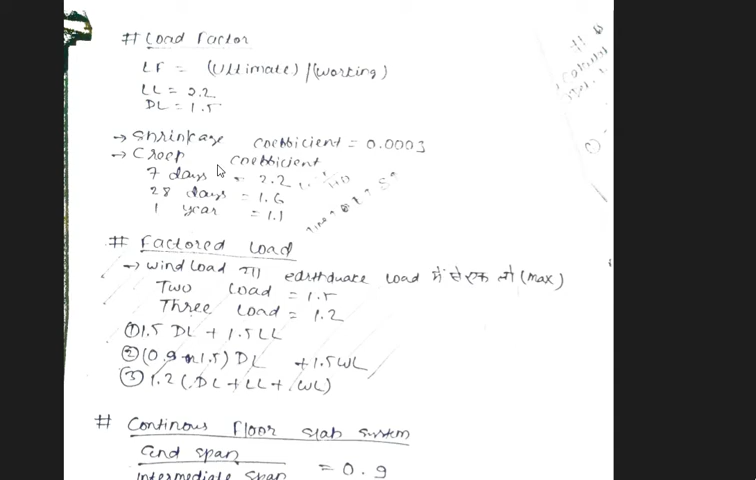 # Load Factor
LF = (Ultimate) / (Working)
LL = 2.2
DL = 1.5
→ Shrinkage coefficient = 0.0003
→ Creep coefficient
7 days = 2.2
28 days = 1.6
1 year = 1.1
# Factored Load
→ wind Load या earthquake load में से एक लो (max)
Two Load = 1.5
Three Load = 1.2
① 1.5 DL + 1.5 LL
② (0.9 1.5) DL + 1.5 WL
③ 1.2 (DL + LL + WL)
# Continous floor slab system
end span
intermediate span = 0.9